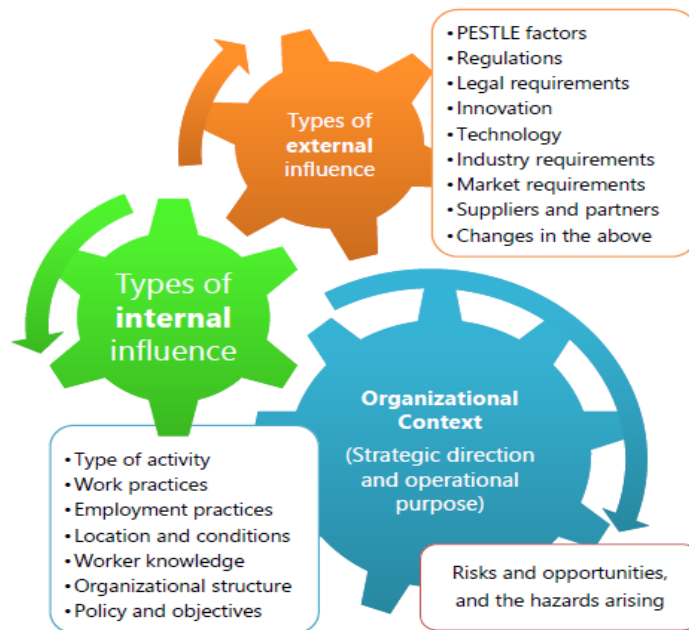 Types of
external
influence
• PESTLE factors
• Regulations
• Legal requirements
• Innovation
• Technology
• Industry requirements
• Market requirements
• Suppliers and partners
• Changes in the above
Types of
internal
influence
• Type of activity
• Work practices
• Employment practices
• Location and conditions
• Worker knowledge
• Organizational structure
• Policy and objectives
Organizational
Context
(Strategic direction
and operational
purpose)
Risks and opportunities,
and the hazards arising